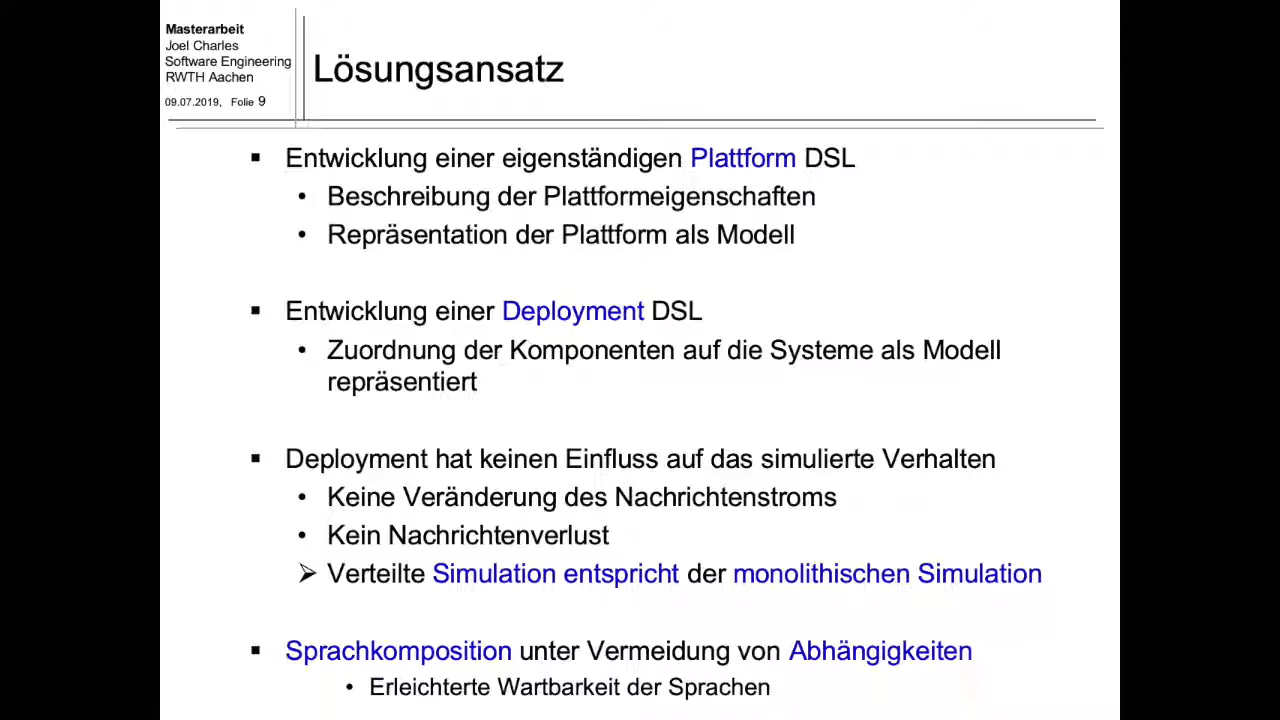 Masterarbeit
Joel Charles
Software Engineering
RWTH Aachen
09.07.2019, Folie 9
Lösungsansatz
▪ Entwicklung einer eigenständigen Plattform DSL
• Beschreibung der Plattformeigenschaften
• Repräsentation der Plattform als Modell
▪ Entwicklung einer Deployment DSL
• Zuordnung der Komponenten auf die Systeme als Modell
repräsentiert
▪ Deployment hat keinen Einfluss auf das simulierte Verhalten
• Keine Veränderung des Nachrichtenstroms
• Kein Nachrichtenverlust
➢ Verteilte Simulation entspricht der monolithischen Simulation
▪ Sprachkomposition unter Vermeidung von Abhängigkeiten
• Erleichterte Wartbarkeit der Sprachen